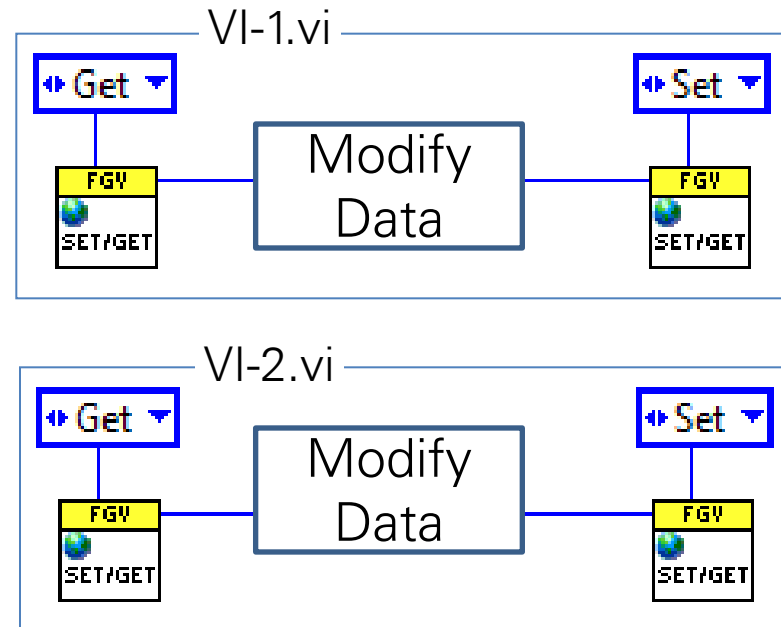 VI-1.vi
Get
Set
Modify
Data
FGV
SET/GET
FGV
SET/GET
VI-2.vi
Get
Set
Modify
Data
FGV
SET/GET
FGV
SET/GET